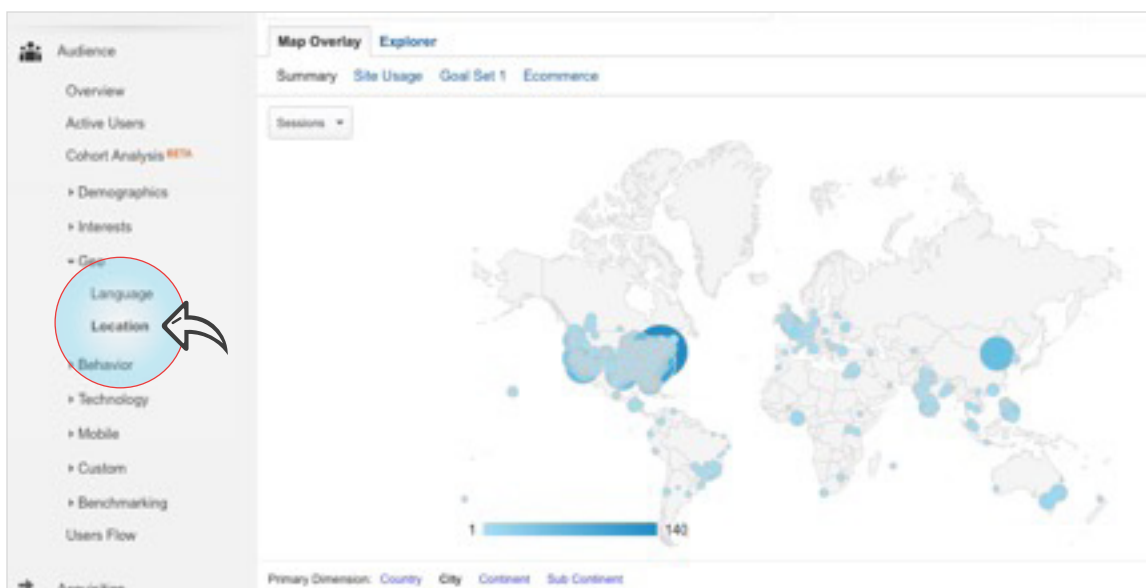 Audience
Overview
Active Users
Cohort Analysis BETA
Demographics
Interests
Geo
Language
Location
Behavior
Technology
Mobile
Custom
Benchmarking
Users Flow
Acquisition
Map Overlay Explorer
Summary Site Usage Goal Set 1 Ecommerce
Sessions
1 140
Primary Dimension: Country City Continent Sub Continent